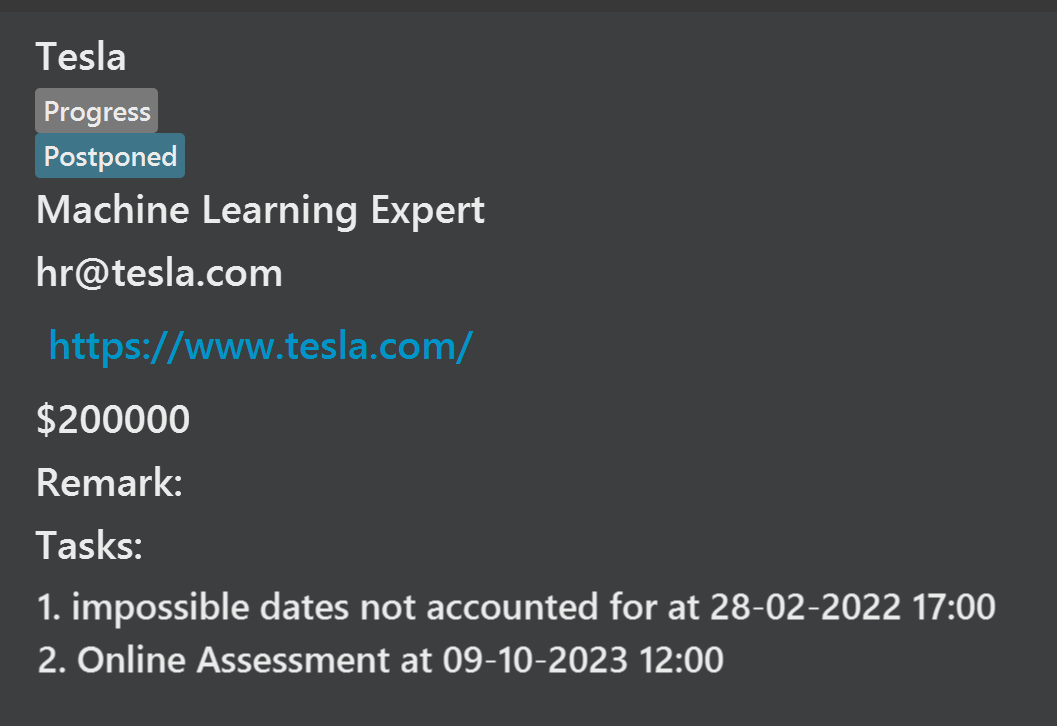 Tesla
Progress
Postponed
Machine Learning Expert
hr@tesla.com
https://www.tesla.com/
$200000
Remark:
Tasks:
1. impossible dates not accounted for at 28-02-2022 17:00
2. Online Assessment at 09-10-2023 12:00